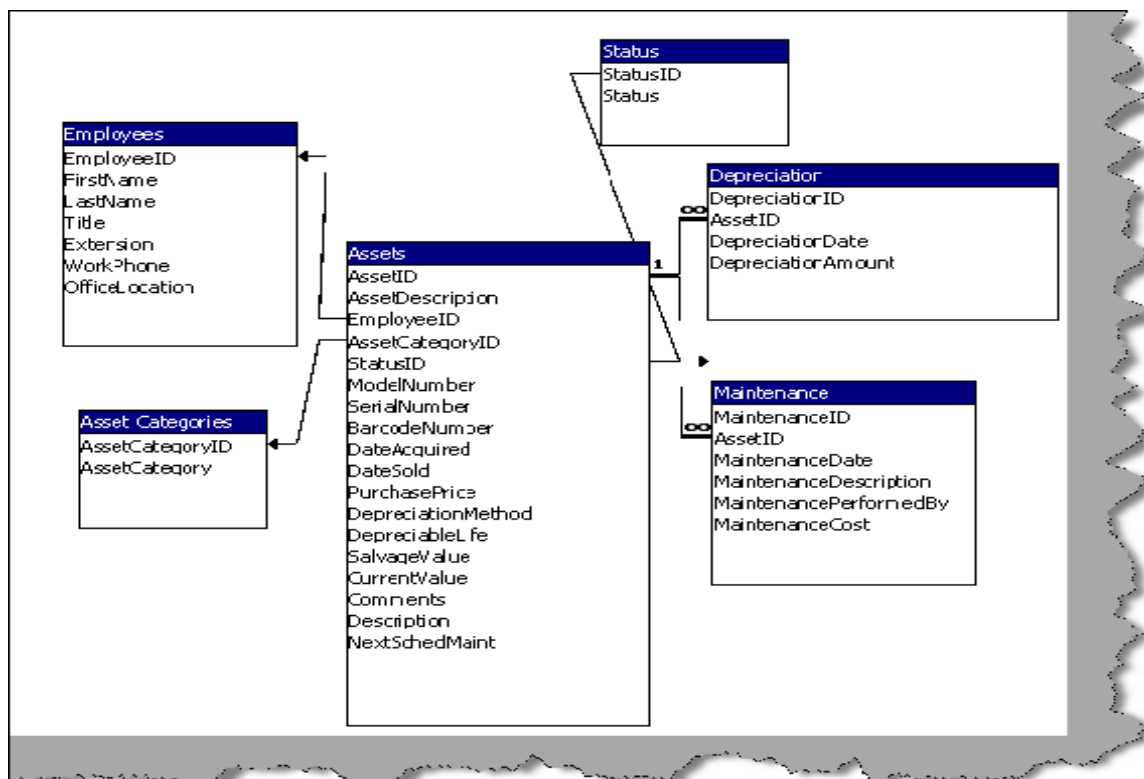 Status
StatusID
Status
Employees
EmployeeID
FirstName
LastName
Title
Extension
WorkPhone
OfficeLocation
Depreciation
DepreciationID
AssetID
DepreciationDate
DepreciationAmount
∞
1
Assets
AssetID
AssetDescription
EmployeeID
AssetCategoryID
StatusID
ModelNumber
SerialNumber
BarcodeNumber
DateAcquired
DateSold
PurchasePrice
DepreciationMethod
DepreciableLife
SalvageValue
CurrentValue
Comments
Description
NextSchedMaint
Asset Categories
AssetCategoryID
AssetCategory
Maintenance
MaintenanceID
∞
AssetID
MaintenanceDate
MaintenanceDescription
MaintenancePerformedBy
MaintenanceCost